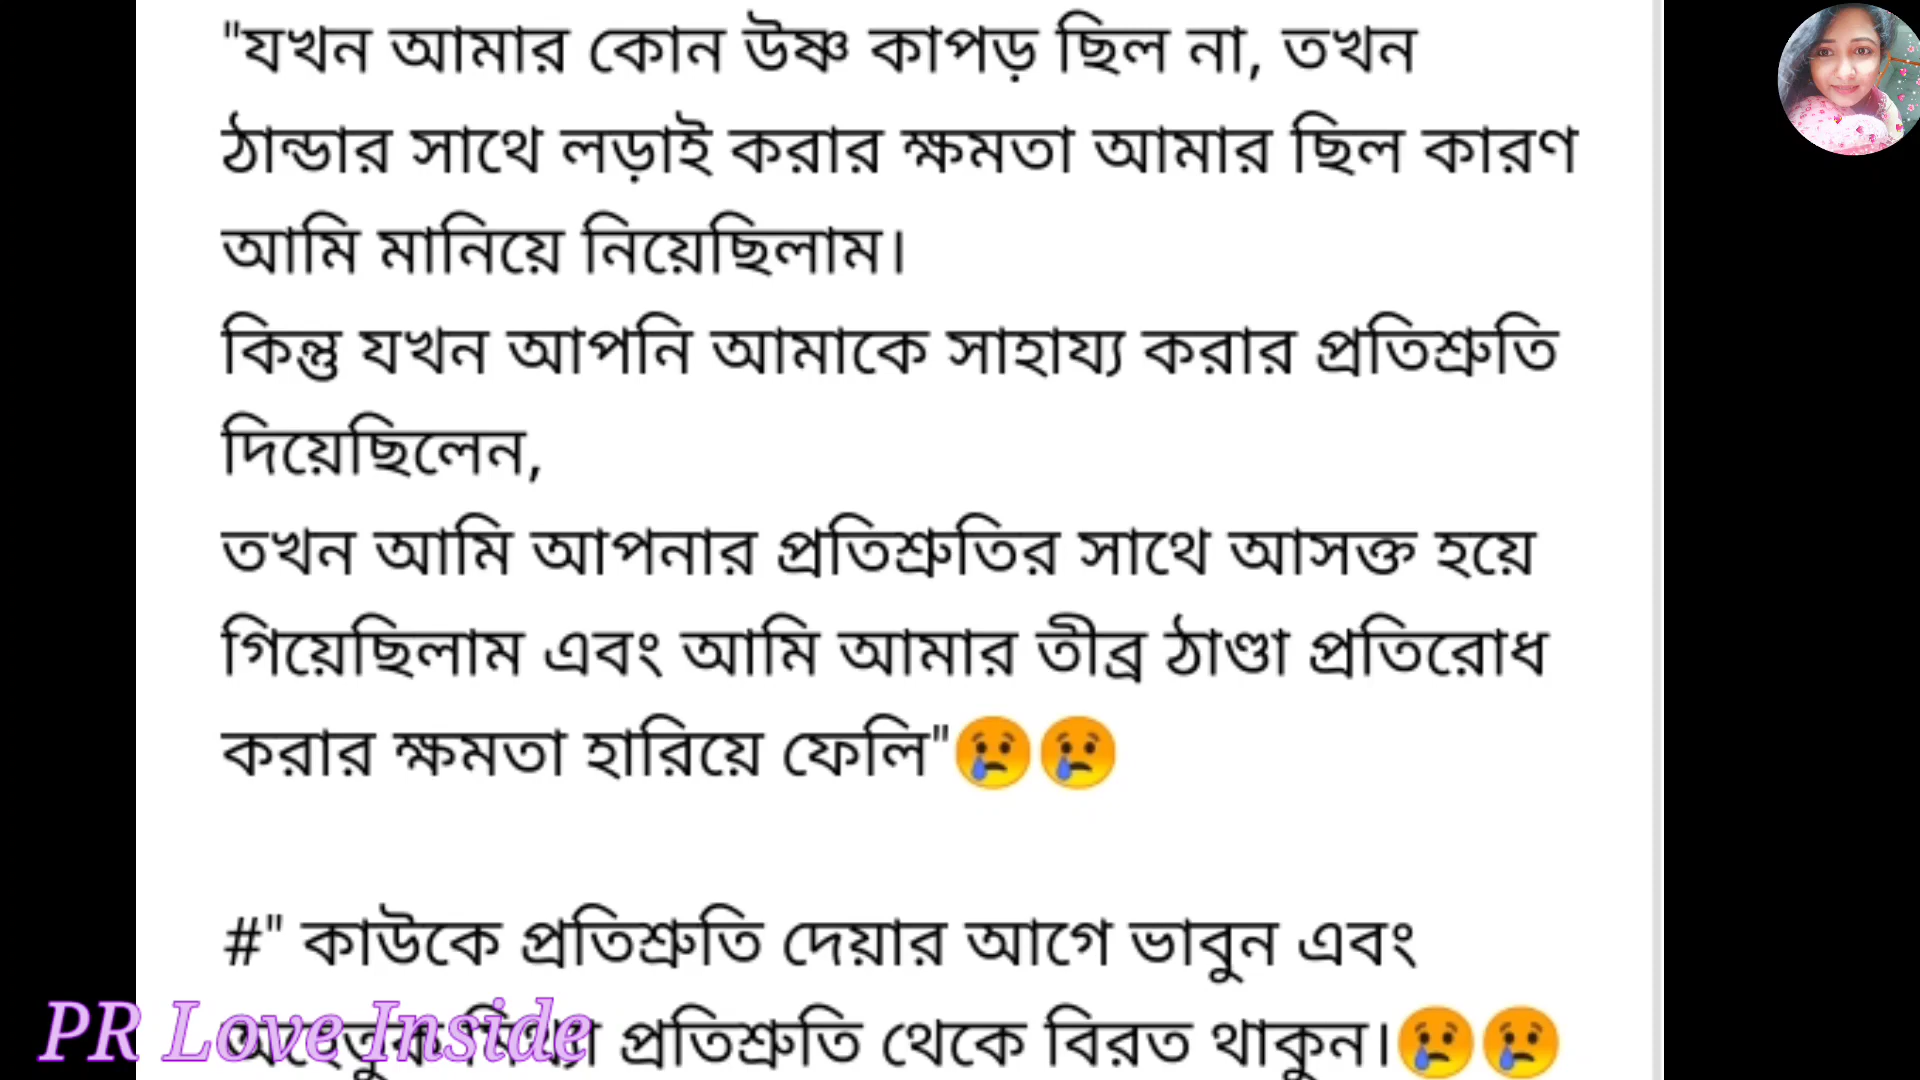 "যখন আমার কোন উষ্ণ কাপড় ছিল না, তখন
ঠান্ডার সাথে লড়াই করার ক্ষমতা আমার ছিল কারণ
আমি মানিয়ে নিয়েছিলাম।
কিন্তু যখন আপনি আমাকে সাহায্য করার প্রতিশ্রুতি
দিয়েছিলেন,
তখন আমি আপনার প্রতিশ্রুতির সাথে আসক্ত হয়ে
গিয়েছিলাম এবং আমি আমার তীব্র ঠাণ্ডা প্রতিরোধ
করার ক্ষমতা হারিয়ে ফেলি"😢😢
#" কাউকে প্রতিশ্রুতি দেয়ার আগে ভাবুন এবং
প্রতিশ্রুতি থেকে বিরত থাকুন।😢😢
PR Love Inside